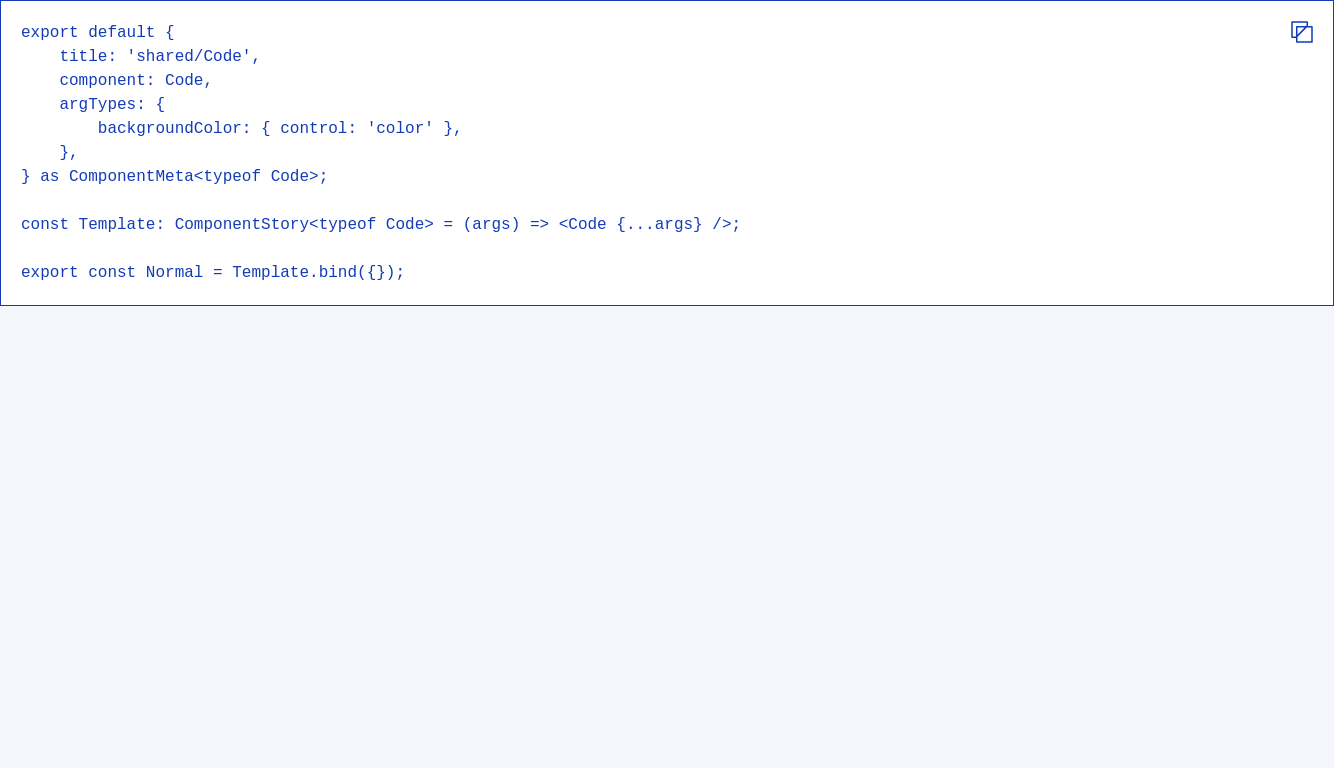 export default {
    title: 'shared/Code',
    component: Code,
    argTypes: {
        backgroundColor: { control: 'color' },
    },
} as ComponentMeta<typeof Code>;

const Template: ComponentStory<typeof Code> = (args) => <Code {...args} />;

export const Normal = Template.bind({});